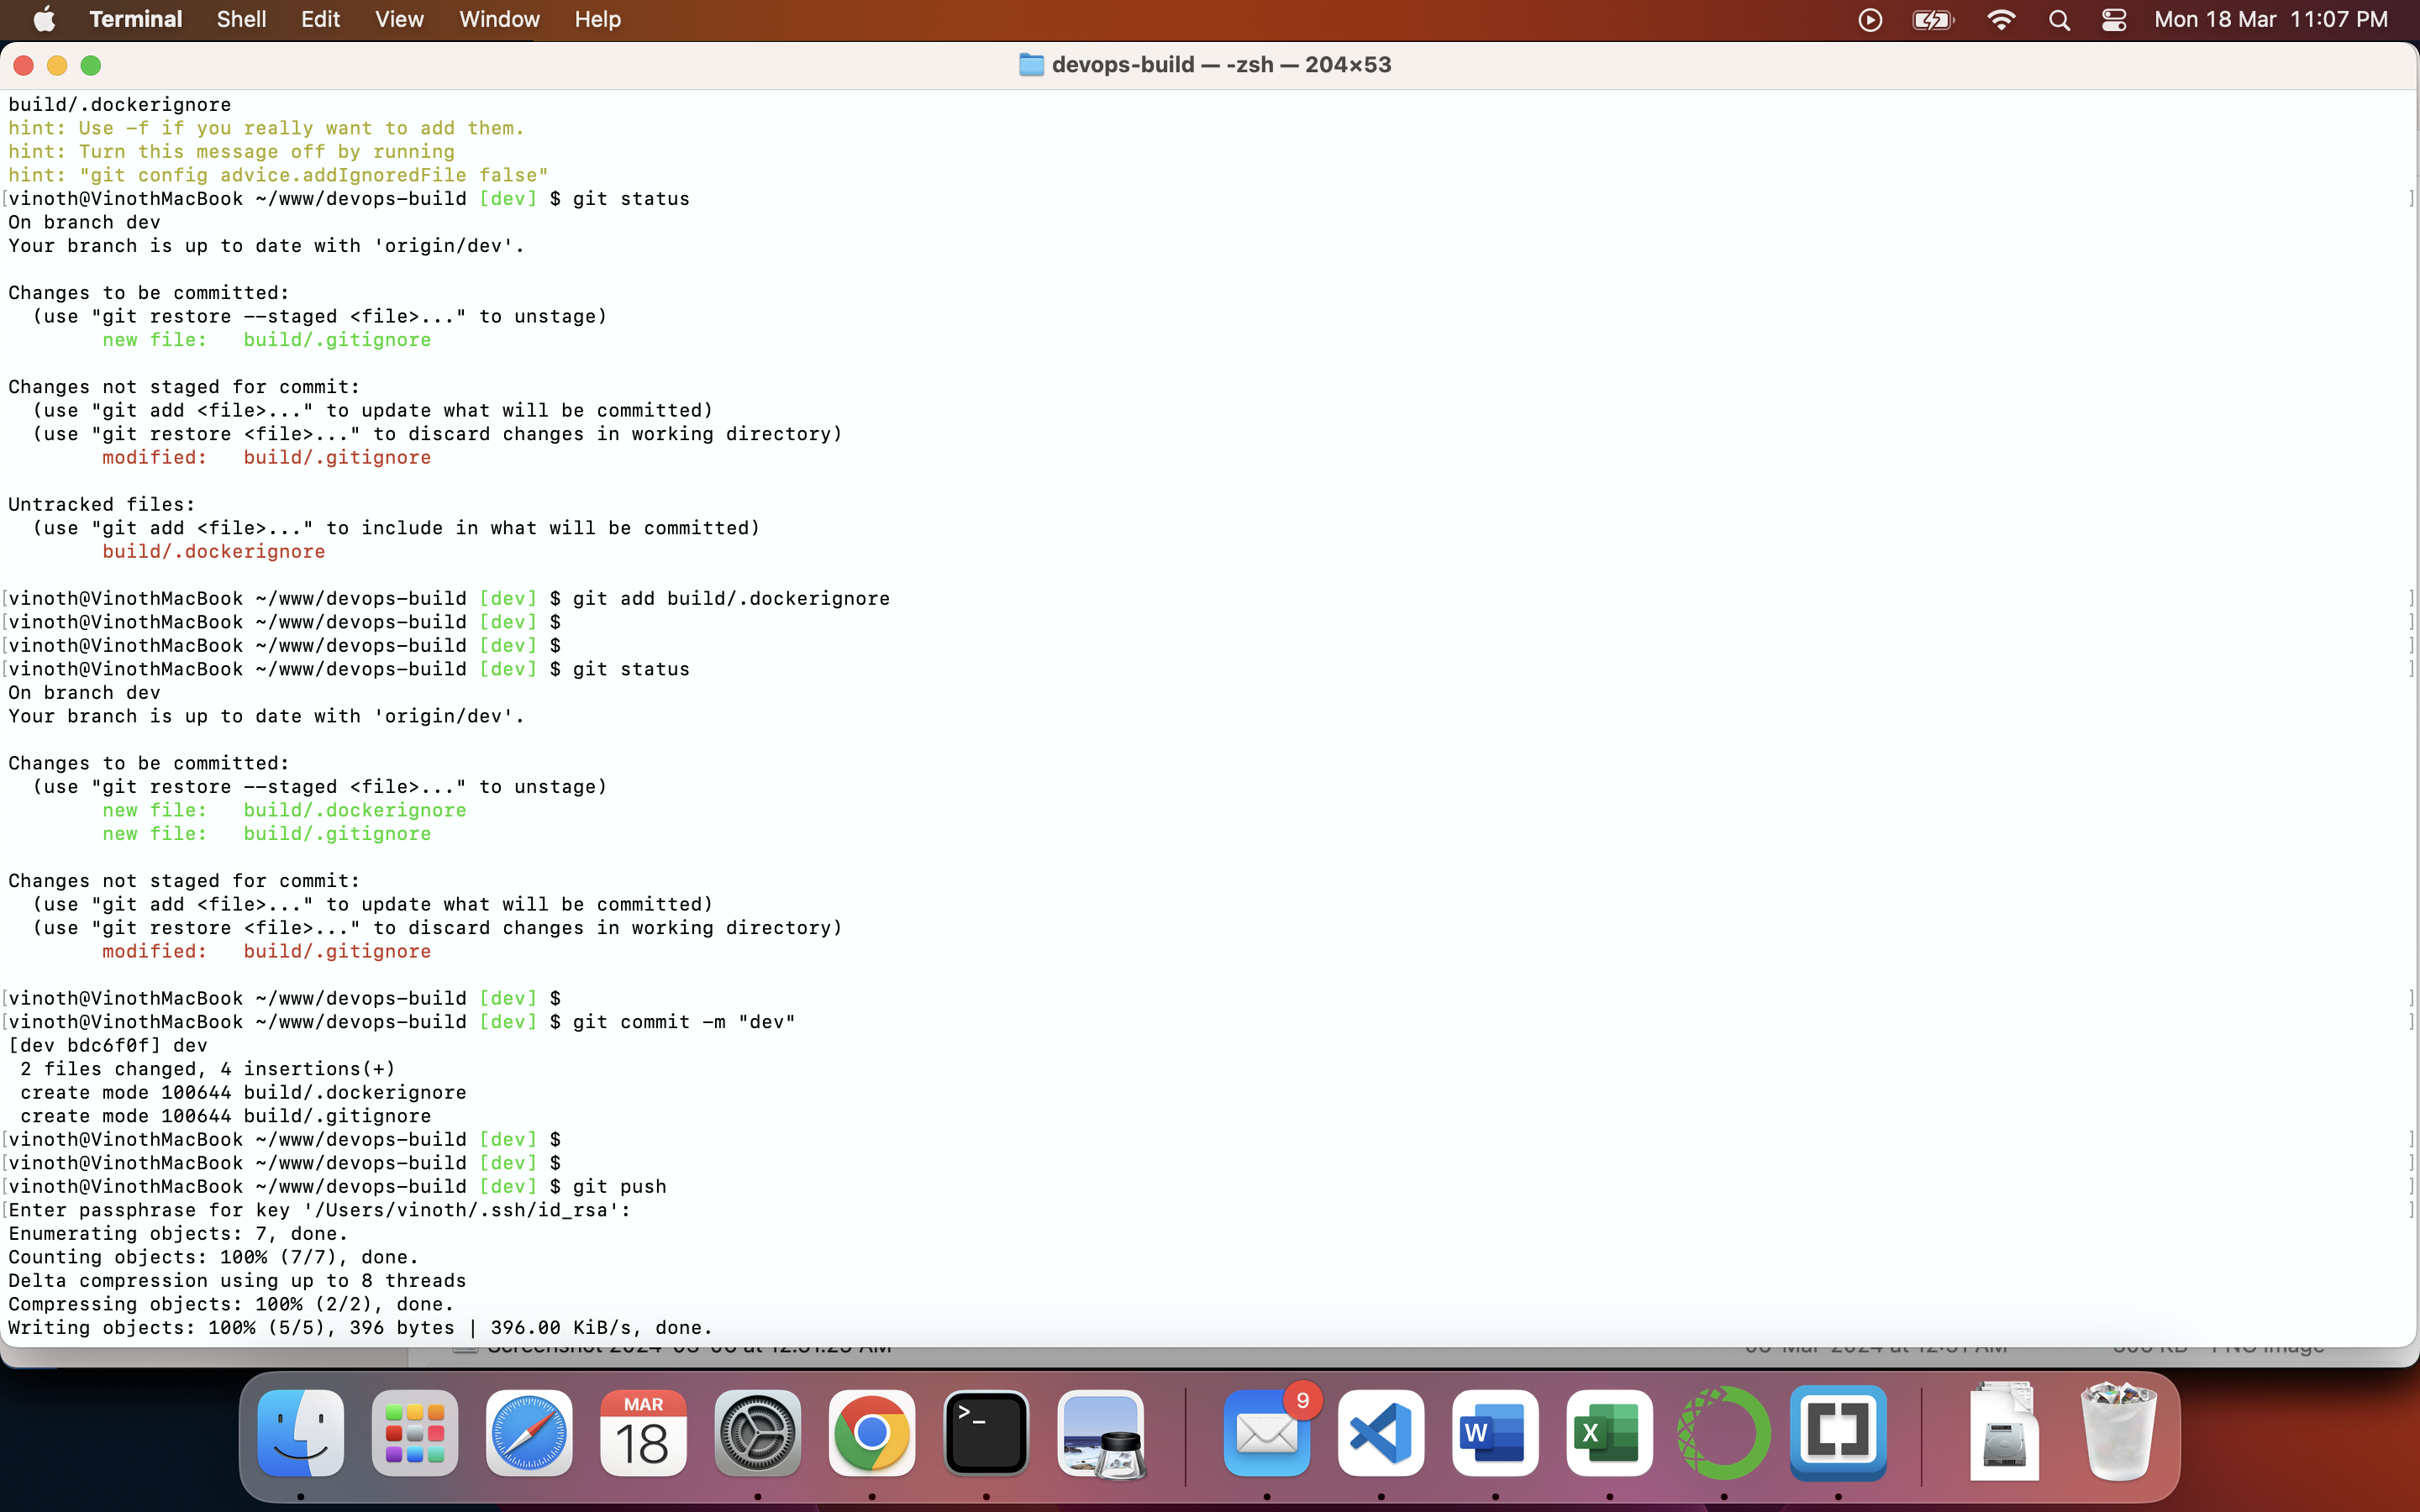 Terminal Shell Edit View Window Help Mon 18 Mar 11:07 PM
devops-build — -zsh — 204×53
build/.dockerignore
hint: Use -f if you really want to add them.
hint: Turn this message off by running
hint: "git config advice.addIgnoredFile false"
[vinoth@VinothMacBook ~/www/devops-build [dev] $ git status ]
On branch dev
Your branch is up to date with 'origin/dev'.
Changes to be committed:
  (use "git restore --staged <file>..." to unstage)
        new file:   build/.gitignore
Changes not staged for commit:
  (use "git add <file>..." to update what will be committed)
  (use "git restore <file>..." to discard changes in working directory)
        modified:   build/.gitignore
Untracked files:
  (use "git add <file>..." to include in what will be committed)
        build/.dockerignore
[vinoth@VinothMacBook ~/www/devops-build [dev] $ git add build/.dockerignore ]
[vinoth@VinothMacBook ~/www/devops-build [dev] $ ]
[vinoth@VinothMacBook ~/www/devops-build [dev] $ ]
[vinoth@VinothMacBook ~/www/devops-build [dev] $ git status ]
On branch dev
Your branch is up to date with 'origin/dev'.
Changes to be committed:
  (use "git restore --staged <file>..." to unstage)
        new file:   build/.dockerignore
        new file:   build/.gitignore
Changes not staged for commit:
  (use "git add <file>..." to update what will be committed)
  (use "git restore <file>..." to discard changes in working directory)
        modified:   build/.gitignore
[vinoth@VinothMacBook ~/www/devops-build [dev] $ ]
[vinoth@VinothMacBook ~/www/devops-build [dev] $ git commit -m "dev" ]
[dev bdc6f0f] dev
 2 files changed, 4 insertions(+)
 create mode 100644 build/.dockerignore
 create mode 100644 build/.gitignore
[vinoth@VinothMacBook ~/www/devops-build [dev] $ ]
[vinoth@VinothMacBook ~/www/devops-build [dev] $ ]
[vinoth@VinothMacBook ~/www/devops-build [dev] $ git push ]
[Enter passphrase for key '/Users/vinoth/.ssh/id_rsa': ]
Enumerating objects: 7, done.
Counting objects: 100% (7/7), done.
Delta compression using up to 8 threads
Compressing objects: 100% (2/2), done.
Writing objects: 100% (5/5), 396 bytes | 396.00 KiB/s, done.
MAR
18
>_
9
W
X